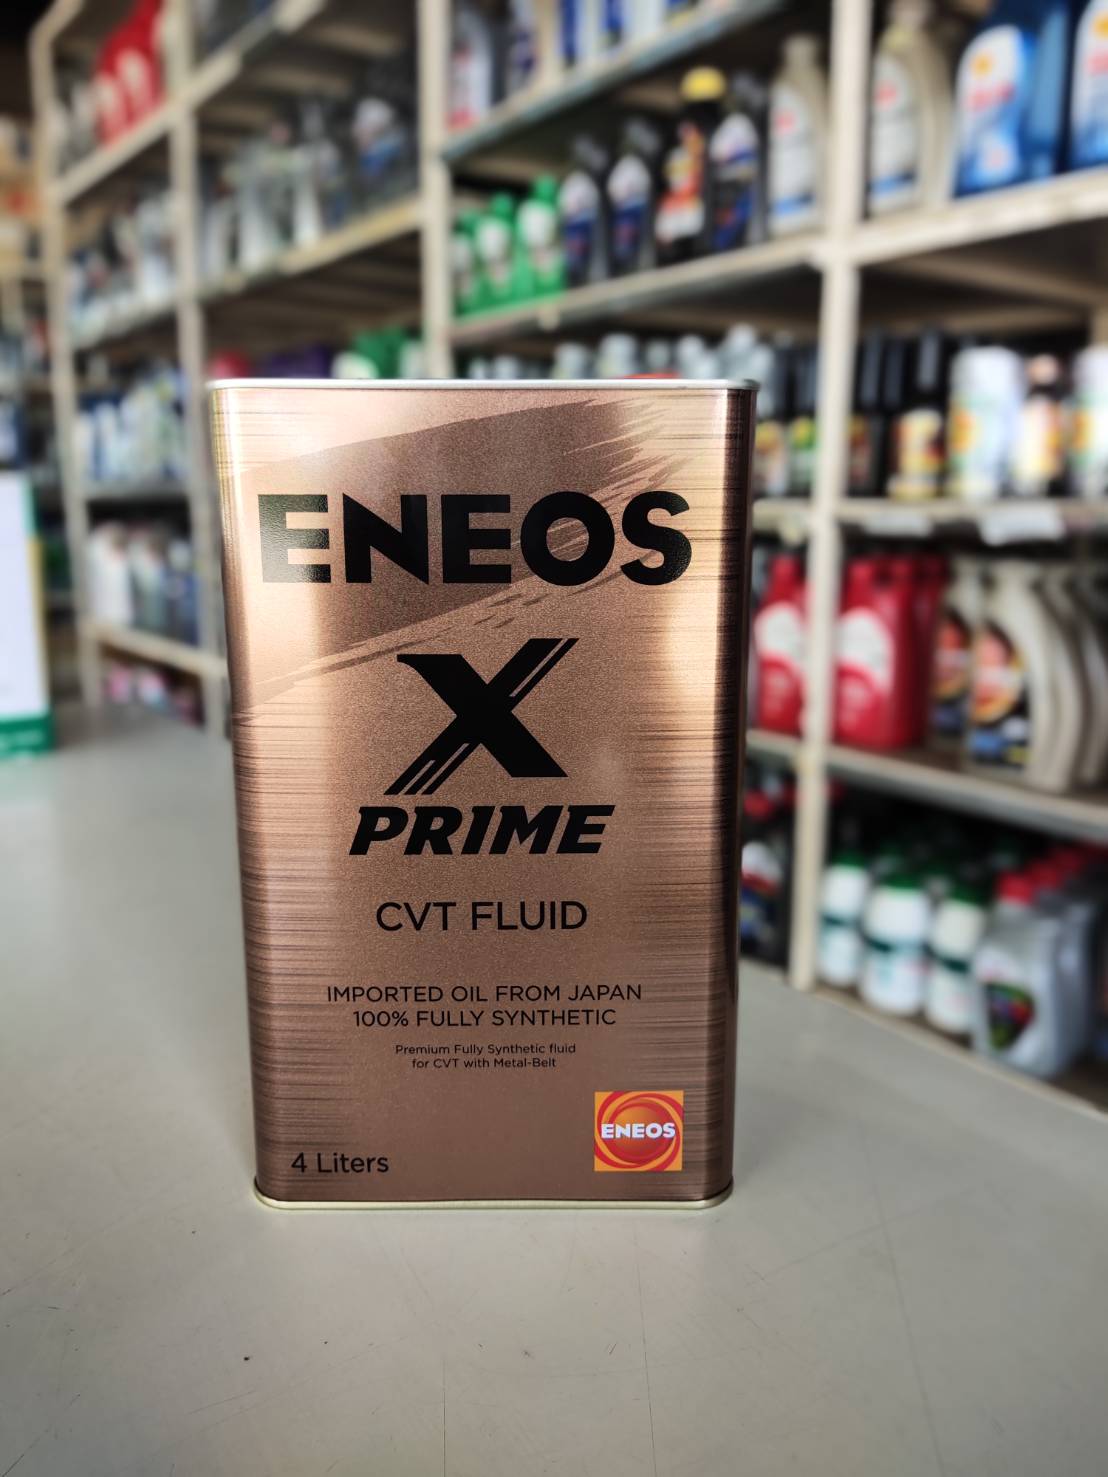 ENEOS
X
PRIME
CVT FLUID
IMPORTED OIL FROM JAPAN
100% FULLY SYNTHETIC
Premium Fully Synthetic fluid
for CVT with Metal-Belt
ENEOS
4 Liters